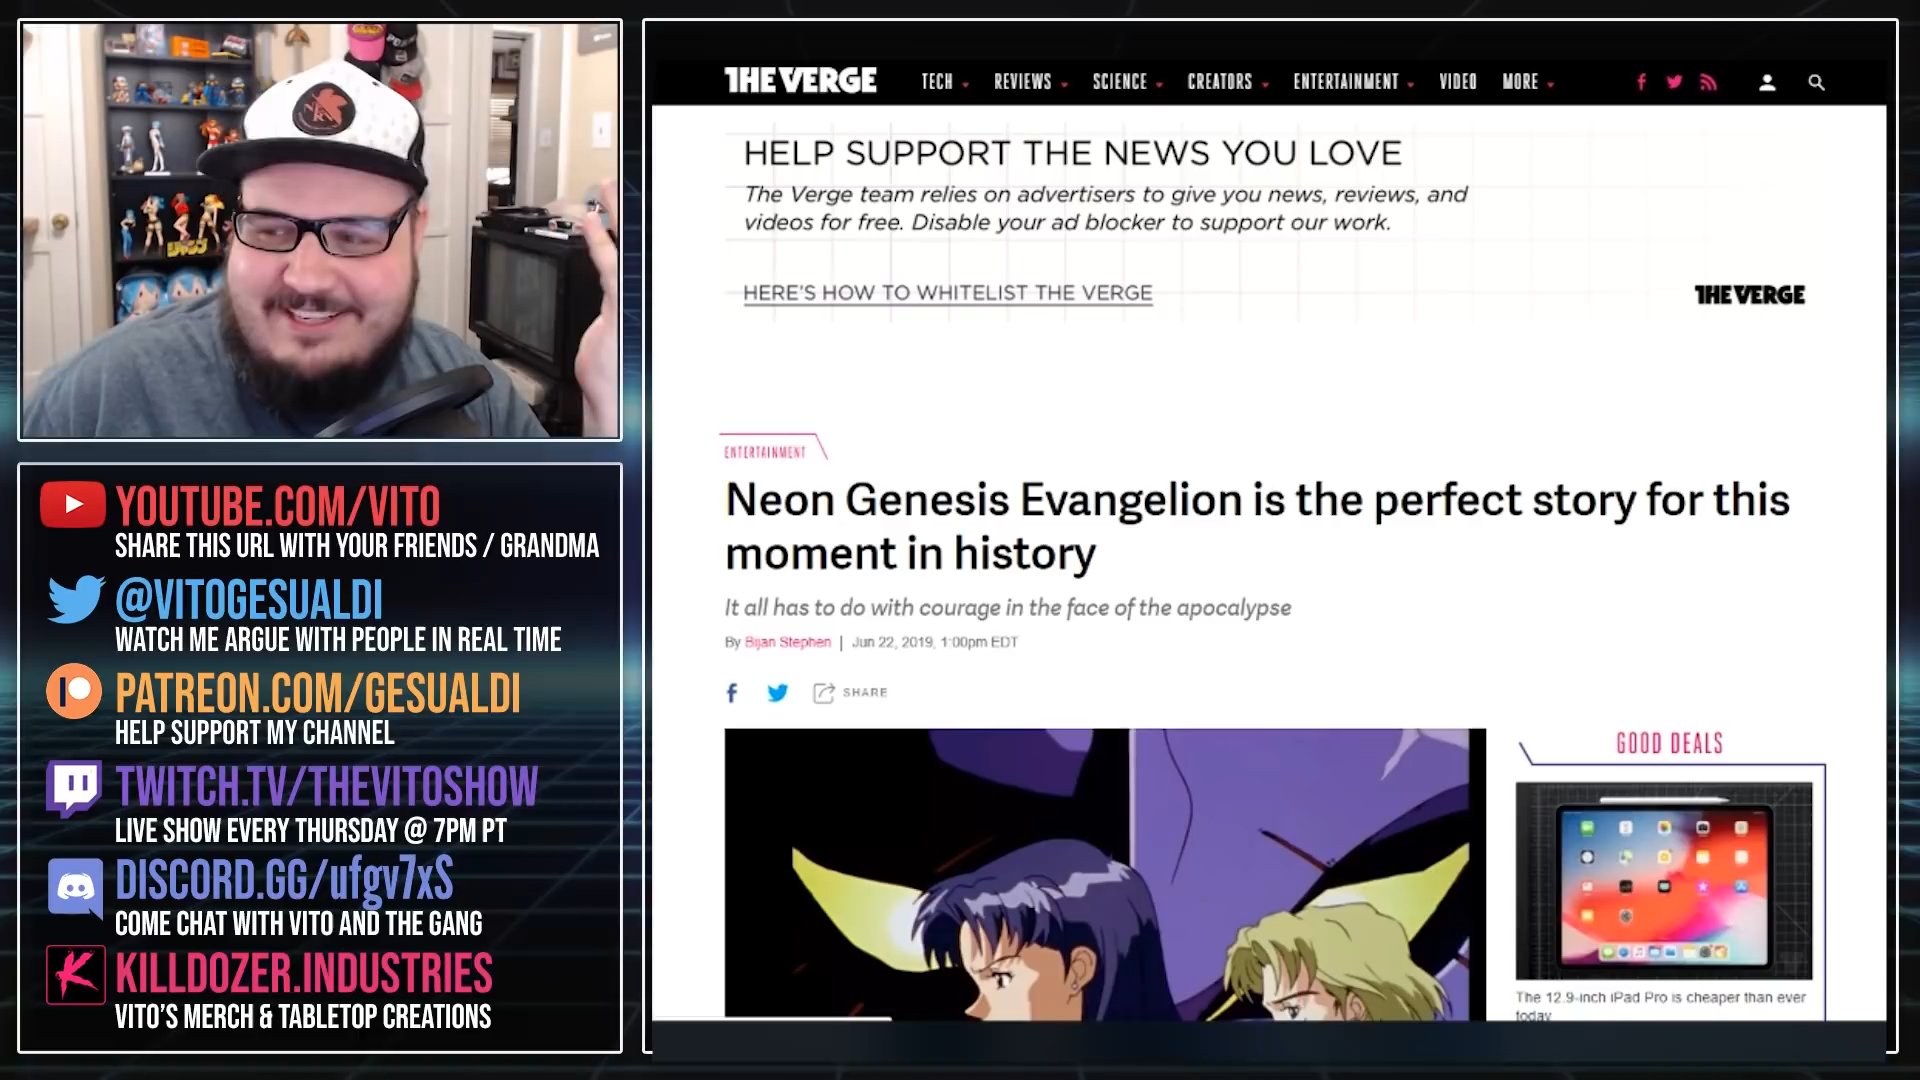 YOUTUBE.COM/VITO
SHARE THIS URL WITH YOUR FRIENDS / GRANDMA
@VITOGESUALDI
WATCH ME ARGUE WITH PEOPLE IN REAL TIME
PATREON.COM/GESUALDI
HELP SUPPORT MY CHANNEL
TWITCH.TV/THEVITOSHOW
LIVE SHOW EVERY THURSDAY @ 7PM PT
DISCORD.GG/ufgv7xS
COME CHAT WITH VITO AND THE GANG
KILLDOZER.INDUSTRIES
VITO'S MERCH & TABLETOP CREATIONS
THE VERGE TECH REVIEWS SCIENCE CREATORS ENTERTAINMENT VIDEO MORE
HELP SUPPORT THE NEWS YOU LOVE
The Verge team relies on advertisers to give you news, reviews, and
videos for free. Disable your ad blocker to support our work.
HERE'S HOW TO WHITELIST THE VERGE
THE VERGE
ENTERTAINMENT
Neon Genesis Evangelion is the perfect story for this
moment in history
It all has to do with courage in the face of the apocalypse
By Bijan Stephen | Jun 22, 2019, 1:00pm EDT
SHARE
GOOD DEALS
The 12.9-inch iPad Pro is cheaper than ever
today